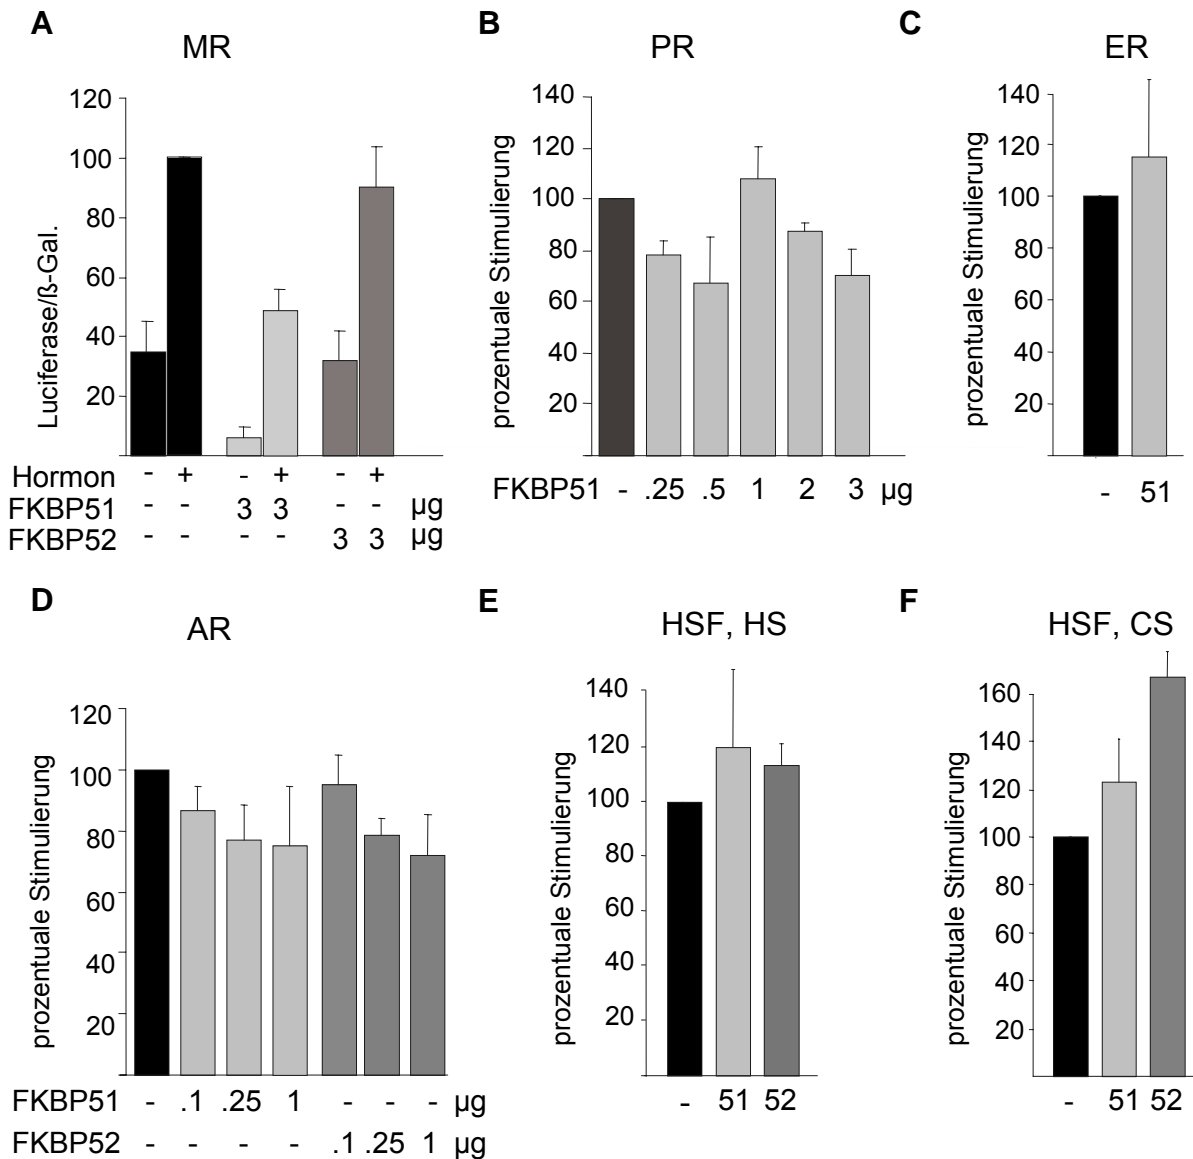 A
MR
Luciferase/ß-Gal.
120
100
80
60
40
20
Hormon - + - + - +
FKBP51 - - 3 3 - - µg
FKBP52 - - - - 3 3 µg
B
PR
prozentuale Stimulierung
140
120
100
80
60
40
20
FKBP51 - .25 .5 1 2 3 µg
C
ER
prozentuale Stimulierung
140
120
100
80
60
40
20
- 51
D
AR
prozentuale Stimulierung
120
100
80
60
40
20
FKBP51 - .1 .25 1 - - - µg
FKBP52 - - - - .1 .25 1 µg
E
HSF, HS
prozentuale Stimulierung
140
120
100
80
60
40
20
- 51 52
F
HSF, CS
prozentuale Stimulierung
160
140
120
100
80
60
40
20
- 51 52